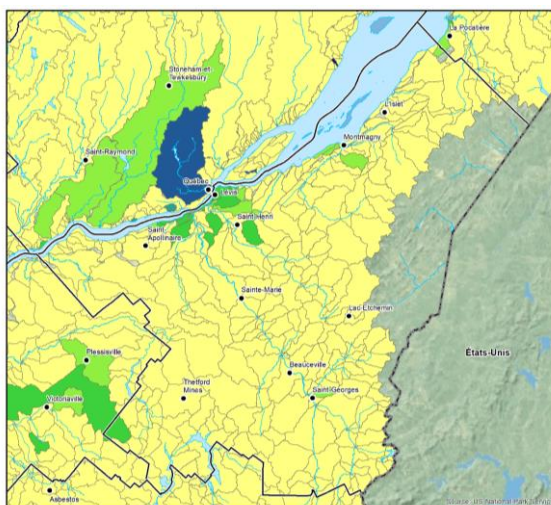 La Pocatière
Stoneham-et-
Tewkesbury
L'Islet
Montmagny
Saint-Raymond
Québec
Lévis
Saint-Henri
Saint
Apollinaire
Sainte-Marie
Lac-Etchemin
États-Unis
Plessisville
Beauceville
Thetford
Mines
Saint-Georges
Victoriaville
Asbestos
Source: US National Park Service